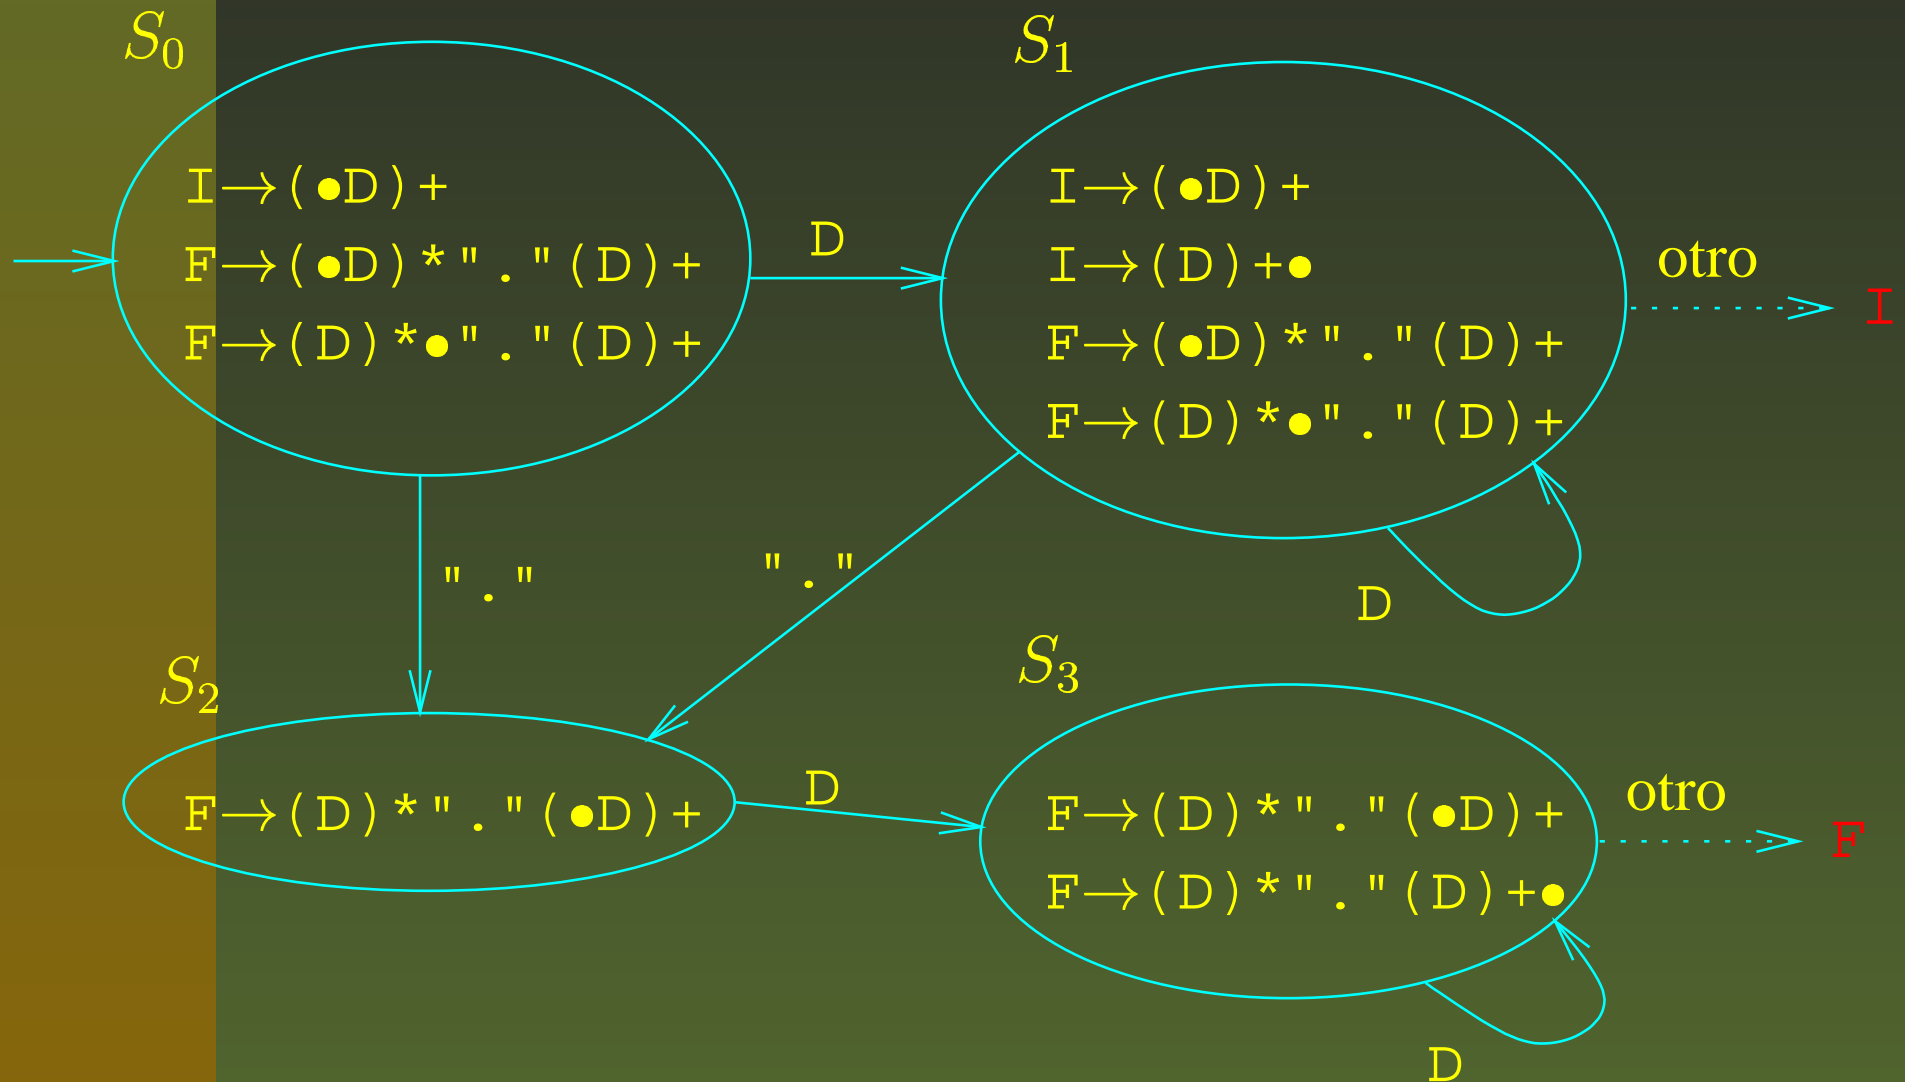 S0
S1
I→(●D)+
F→(●D)*"."(D)+
F→(D)*●"."(D)+
D
I→(●D)+
I→(D)+●
F→(●D)*"."(D)+
F→(D)*●"."(D)+
otro
I
"."
"."
D
S2
S3
F→(D)*"."(●D)+
D
F→(D)*"."(●D)+
F→(D)*"."(D)+●
otro
F
D